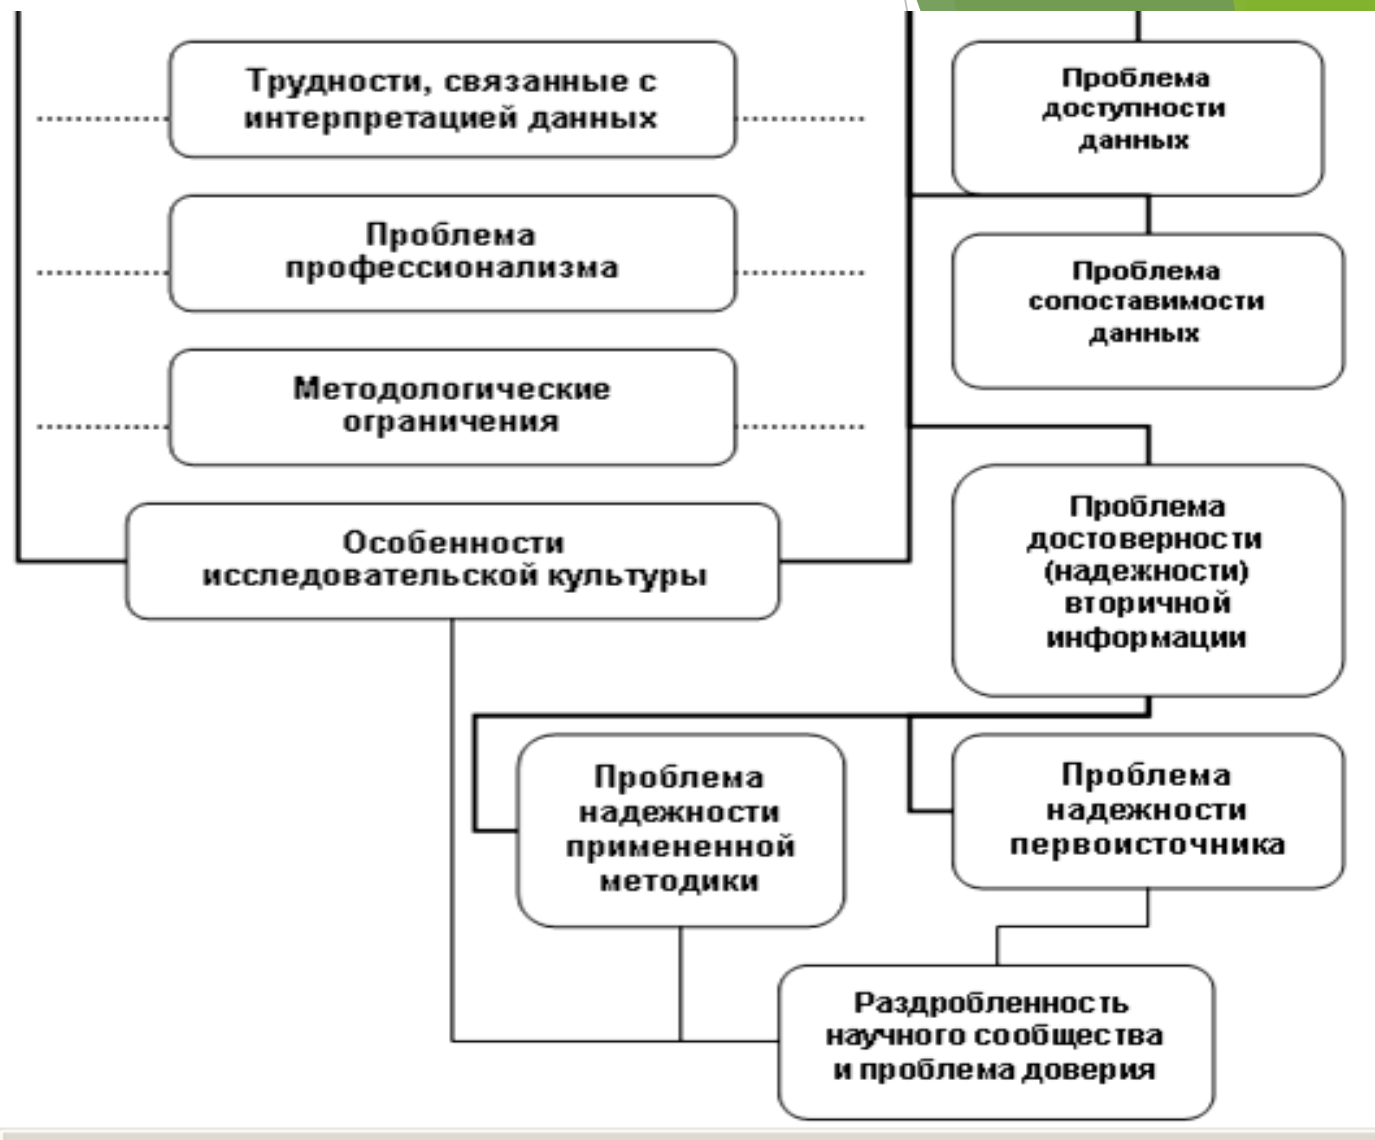 Трудности, связанные с
интерпретацией данных
Проблема
профессионализма
Методологические
ограничения
Особенности
исследовательской культуры
Проблема
доступности
данных
Проблема
сопоставимости
данных
Проблема
достоверности
(надежности)
вторичной
информации
Проблема
надежности
примененной
методики
Проблема
надежности
первоисточника
Раздробленность
научного сообщества
и проблема доверия